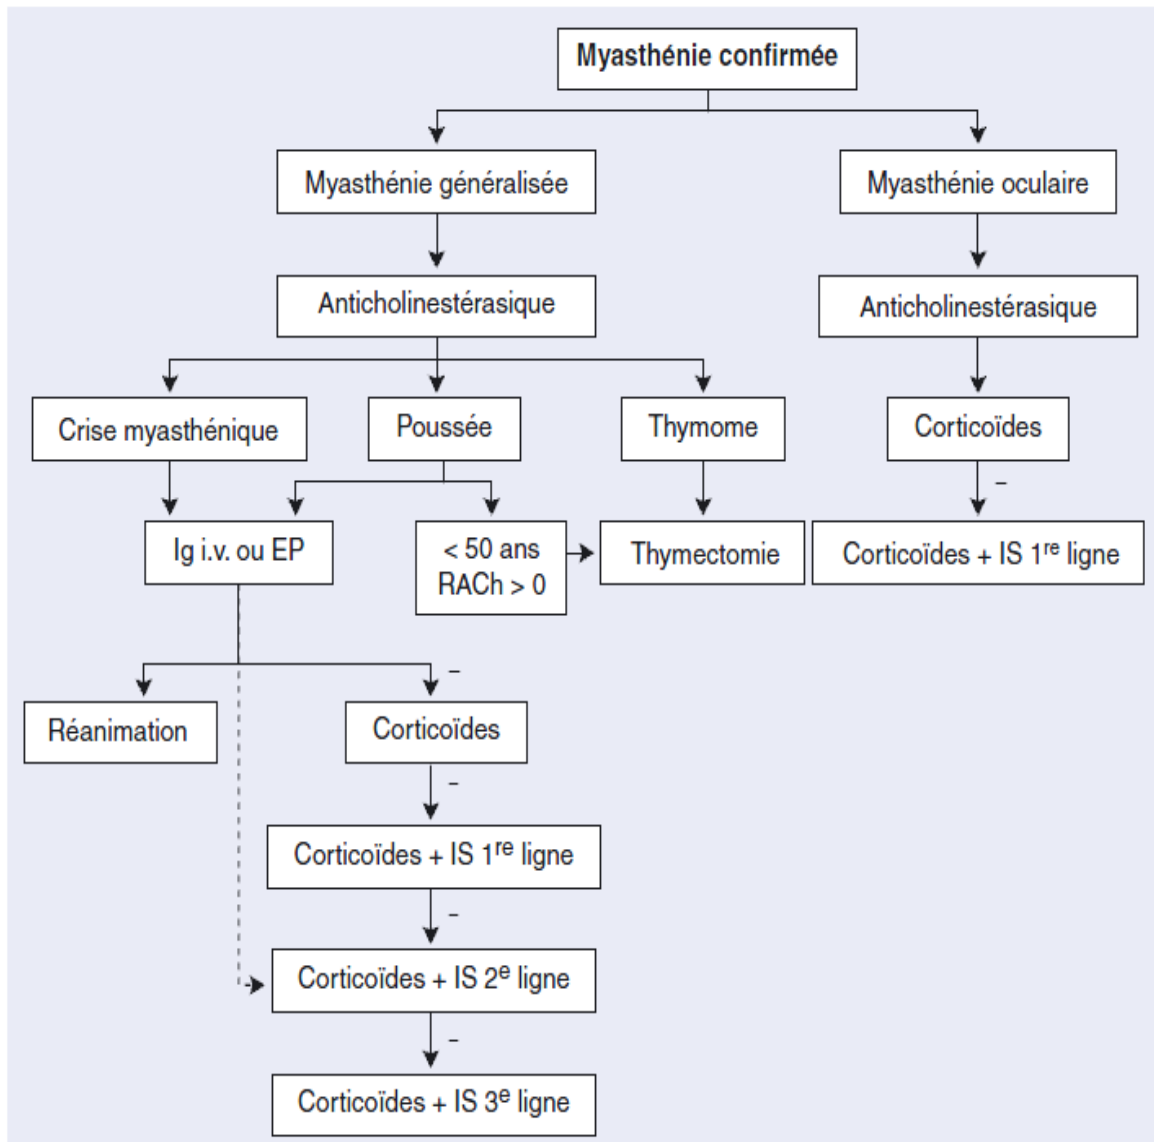 Myasthénie confirmée
Myasthénie généralisée
Myasthénie oculaire
Anticholinestérasique
Anticholinestérasique
Crise myasthénique
Poussée
Thymome
Corticoïdes
–
Ig i.v. ou EP
< 50 ans
RACh > 0
Thymectomie
Corticoïdes + IS 1re ligne
–
Réanimation
Corticoïdes
–
Corticoïdes + IS 1re ligne
–
Corticoïdes + IS 2e ligne
–
Corticoïdes + IS 3e ligne